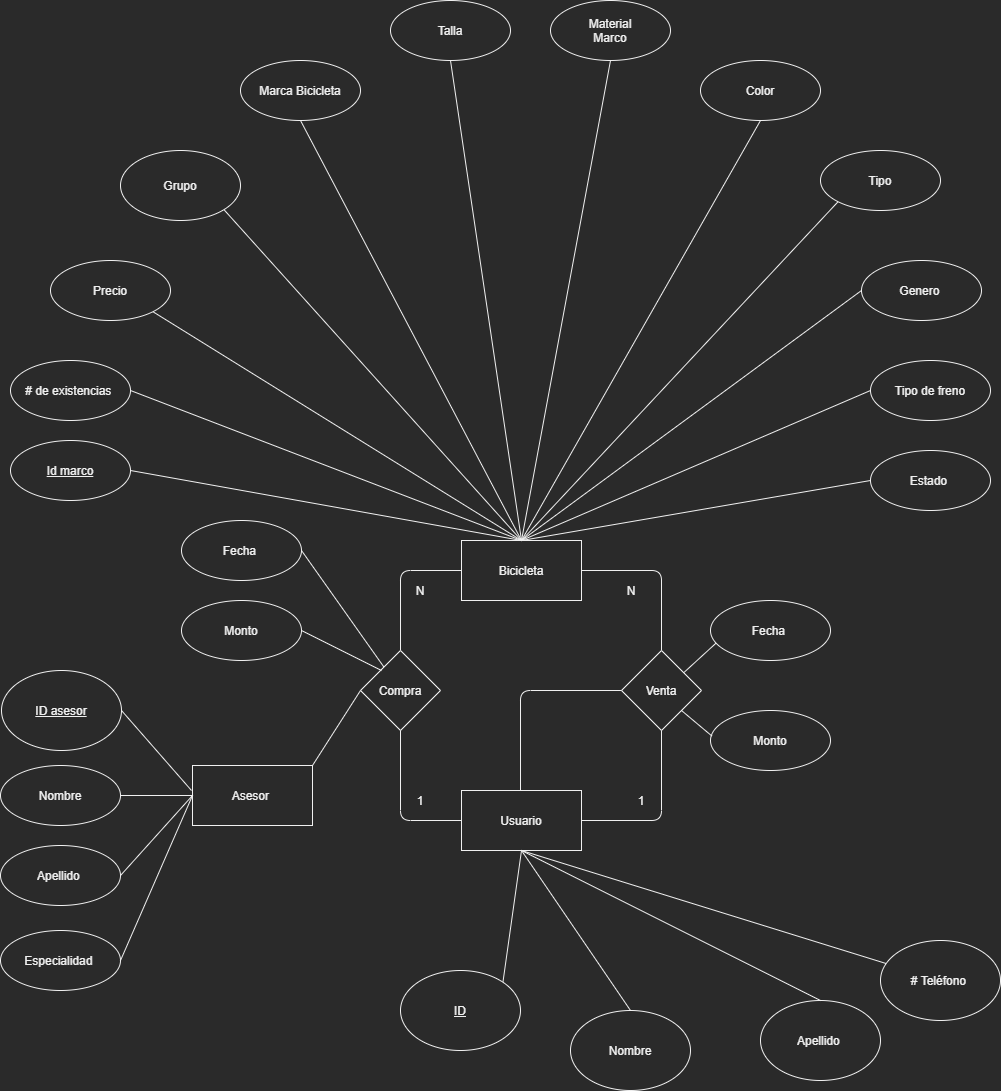 Talla
Material
Marco
Marca Bicicleta
Color
Grupo
Tipo
Precio
Genero
# de existencias
Tipo de freno
Id marco
Estado
Fecha
Bicicleta
N
N
Monto
Fecha
Compra
Venta
ID asesor
Monto
Nombre
Asesor
1
1
Usuario
Apellido
Especialidad
# Teléfono
ID
Apellido
Nombre